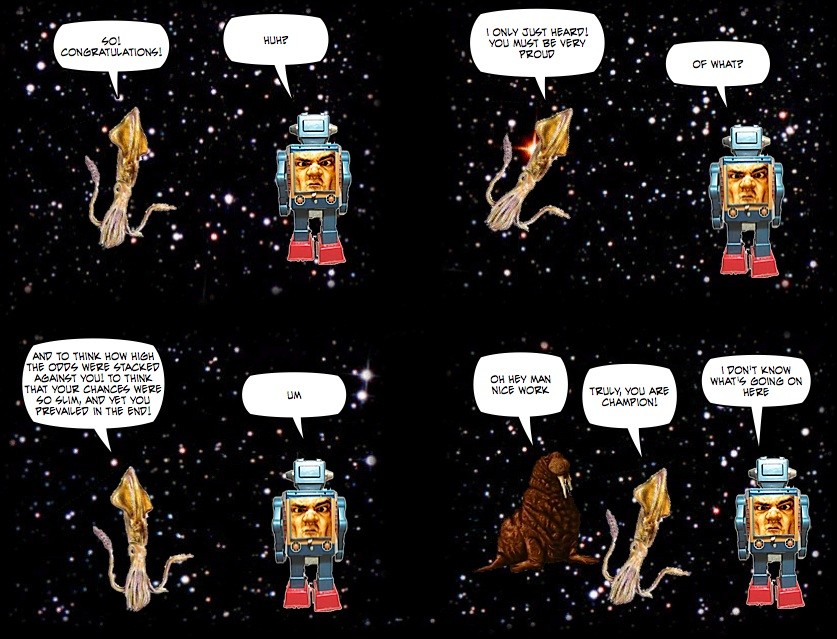 SO!
CONGRATULATIONS!
HUH?
I ONLY JUST HEARD!
YOU MUST BE VERY
PROUD
OF WHAT?
AND TO THINK HOW HIGH
THE ODDS WERE STACKED
AGAINST YOU! TO THINK
THAT YOUR CHANCES WERE
SO SLIM, AND YET YOU
PREVAILED IN THE END!
UM
OH HEY MAN
NICE WORK
TRULY, YOU ARE
CHAMPION!
I DON'T KNOW
WHAT'S GOING ON
HERE